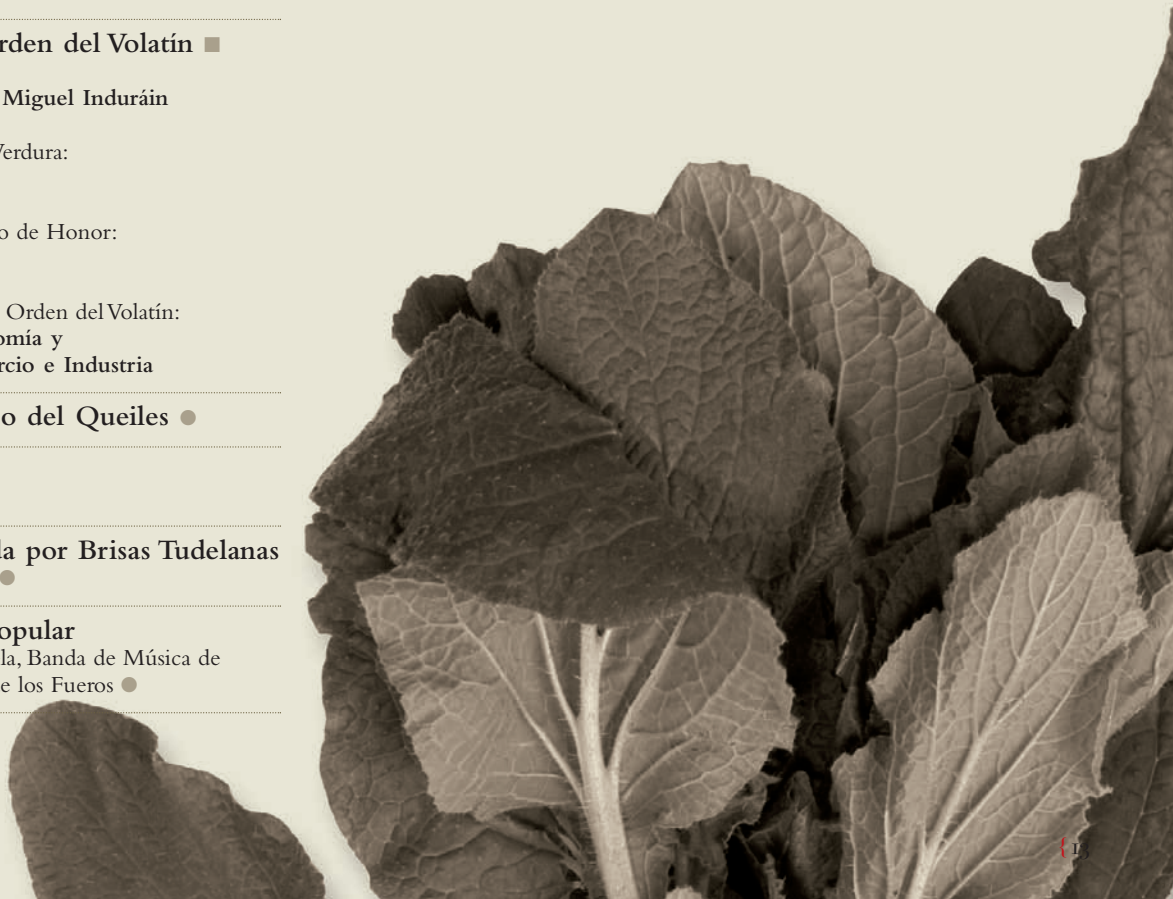 rden del Volatín
Miguel Induráin
Verdura:
o de Honor:
Orden del Volatín:
omía y
rcio e Industria
o del Queiles
la por Brisas Tudelanas
opular
la, Banda de Música de
e los Fueros
{ 13